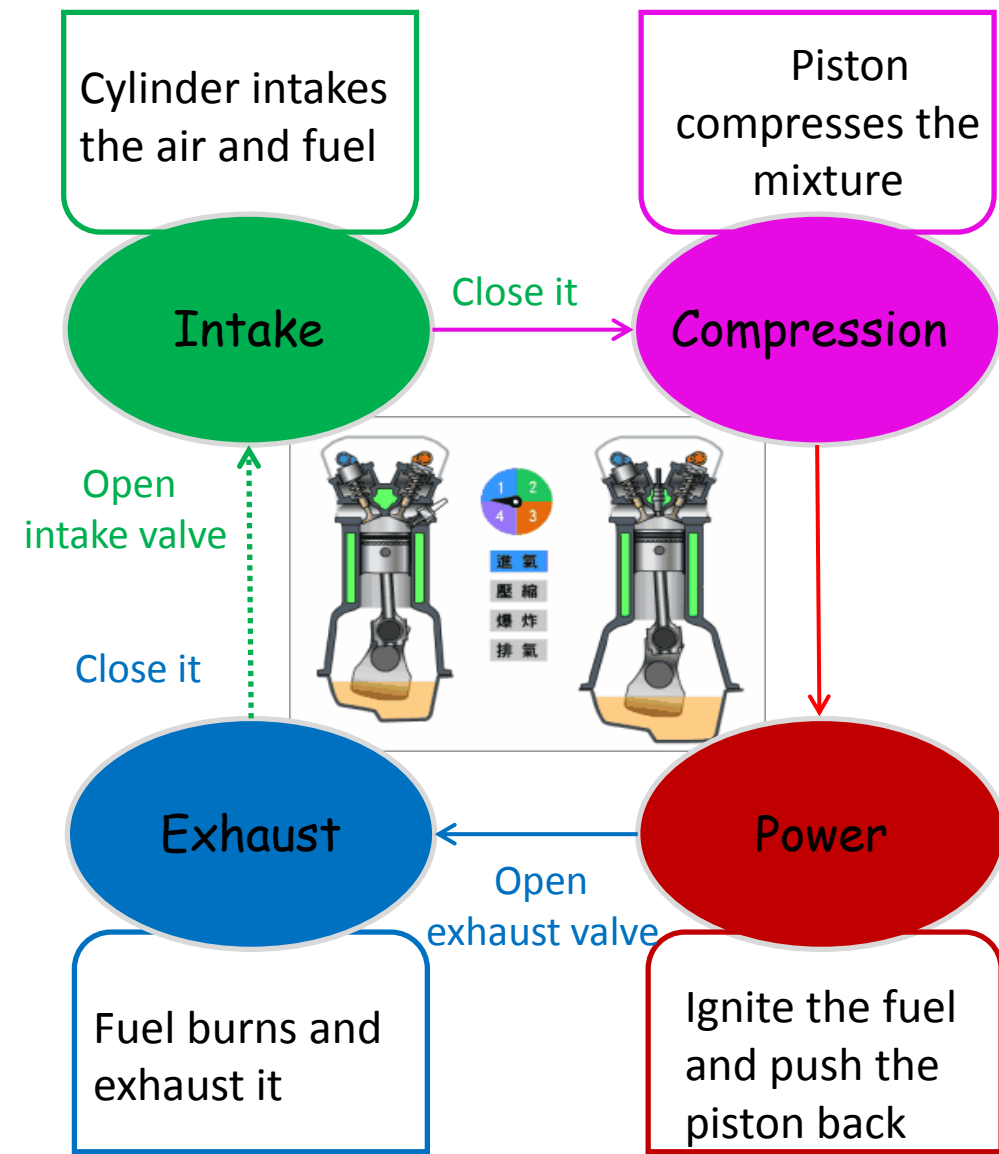 Cylinder intakes
the air and fuel
Piston
compresses the
mixture
Intake
Close it
Compression
Open
intake valve
1 2
4 3
進 氣
壓 縮
爆 炸
排 氣
Close it
Exhaust
Power
Open
exhaust valve
Fuel burns and
exhaust it
Ignite the fuel
and push the
piston back